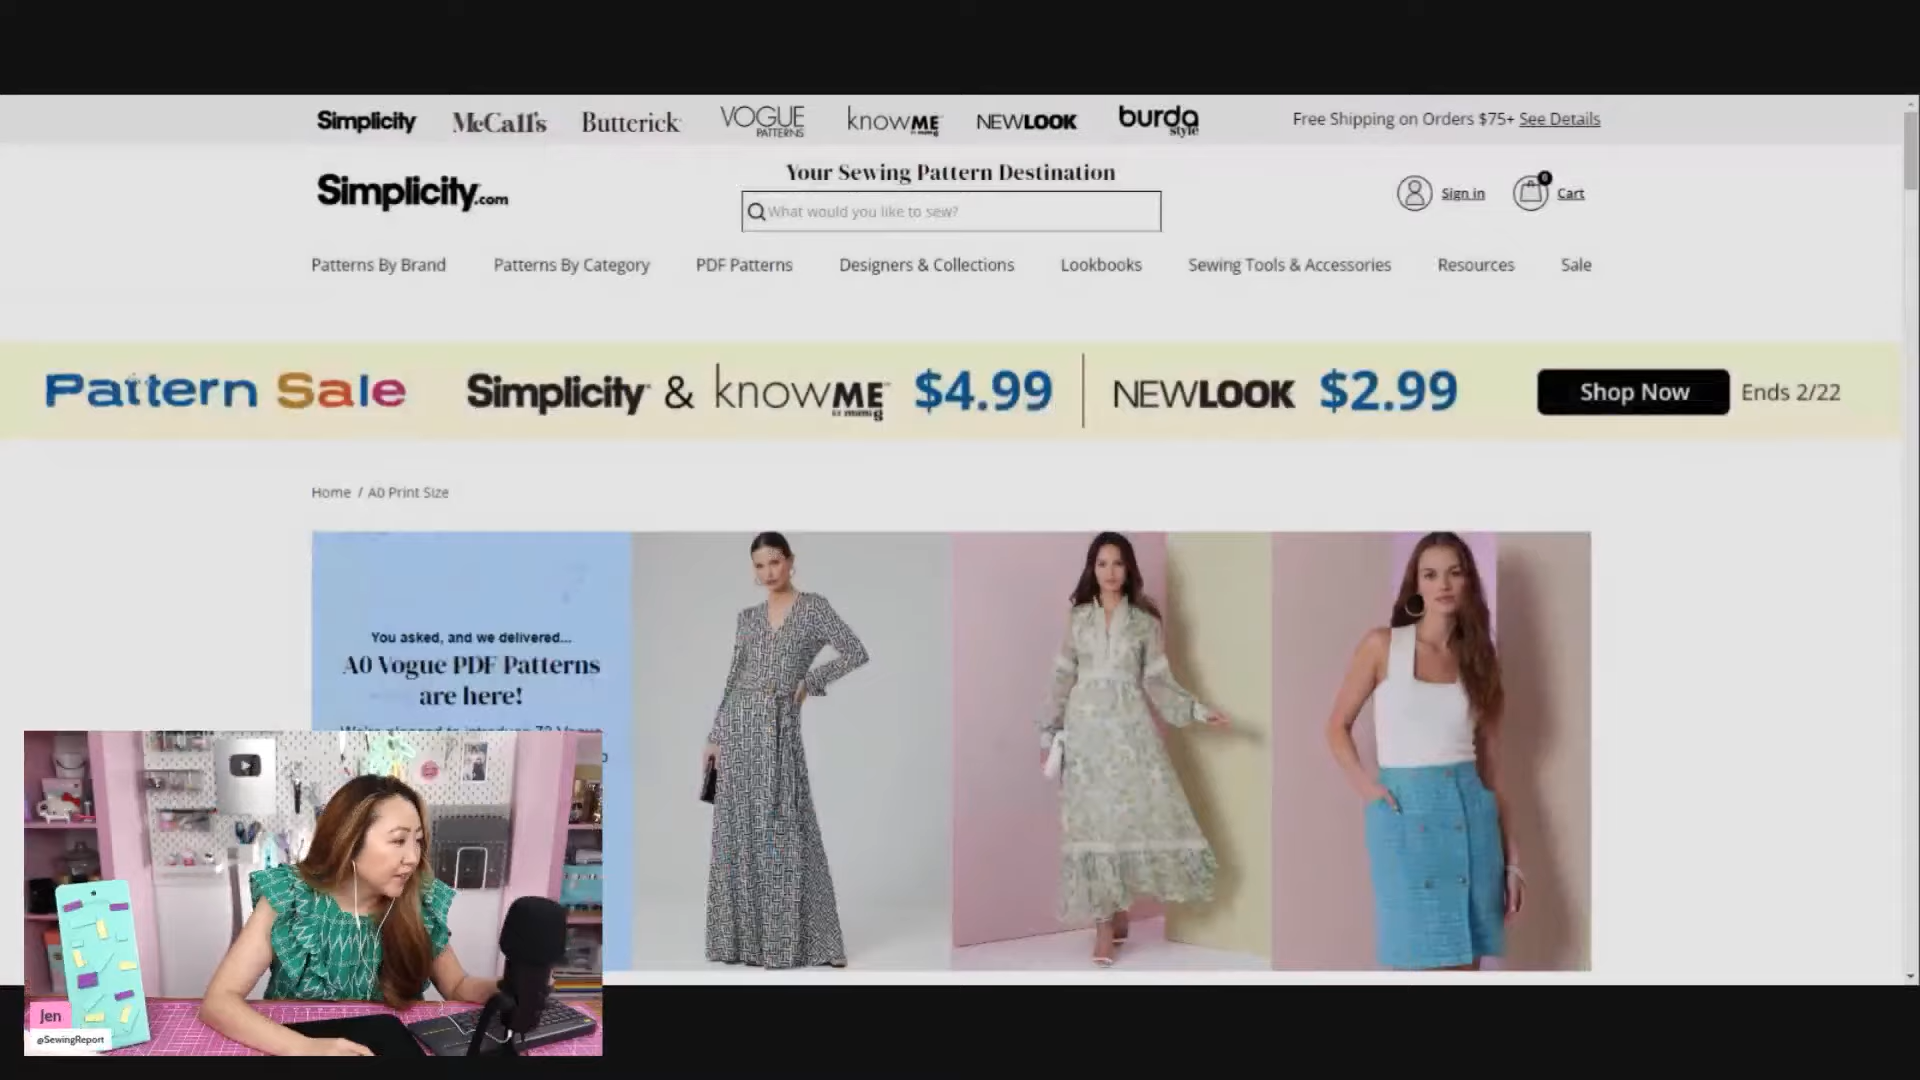 Simplicity McCall's Butterick VOGUE PATTERNS knowME NEWLOOK burda style Free Shipping on Orders $75+ See Details
Your Sewing Pattern Destination
Simplicity.com What would you like to sew? Sign in 0 Cart
Patterns By Brand Patterns By Category PDF Patterns Designers & Collections Lookbooks Sewing Tools & Accessories Resources Sale
Pattern Sale Simplicity & knowME $4.99 NEWLOOK $2.99 Shop Now Ends 2/22
Home / A0 Print Size
You asked, and we delivered...
A0 Vogue PDF Patterns
are here!
Jen
@SewingReport